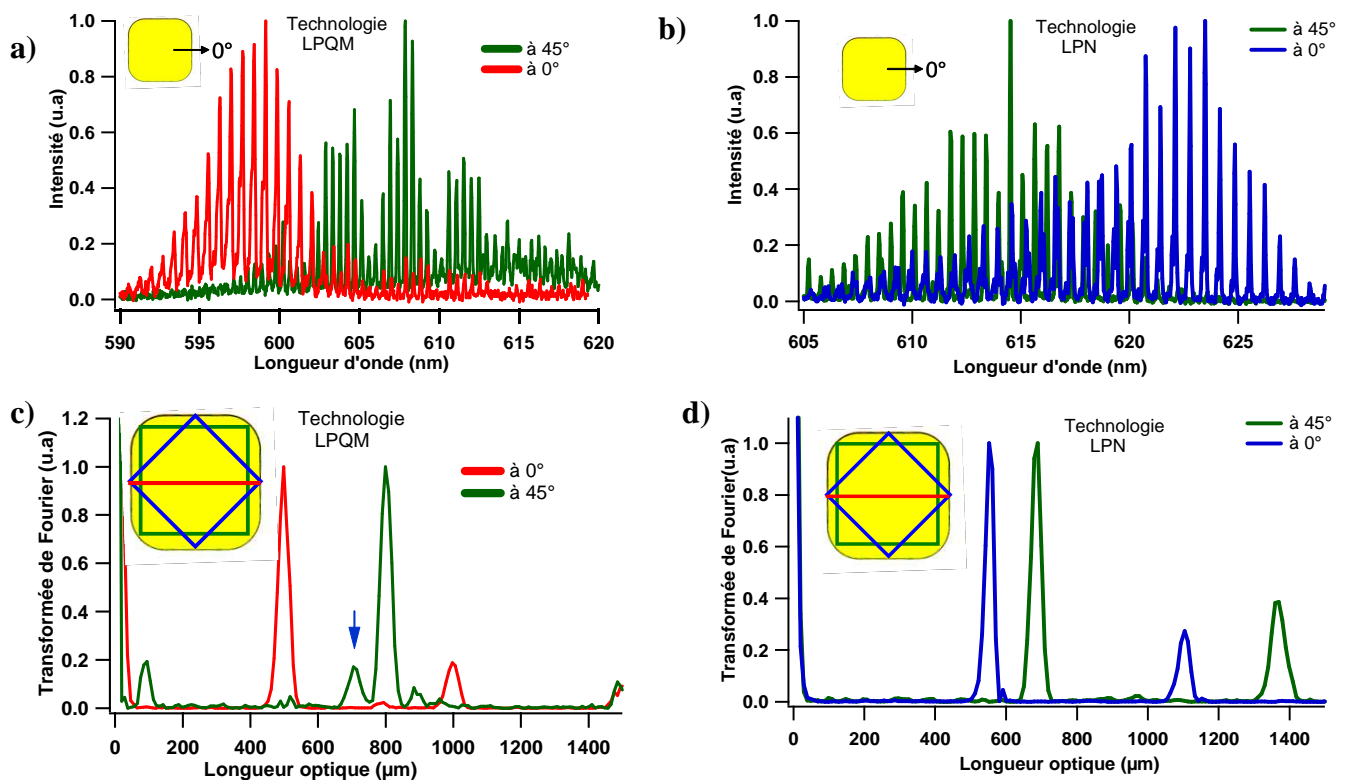 a)
0°
Technologie
LPQM
à 45°
à 0°
Intensité (u.a)
1.0
0.8
0.6
0.4
0.2
0.0
590
595
600
605
610
615
620
Longueur d'onde (nm)
b)
0°
Technologie
LPN
à 45°
à 0°
Intensité (u.a)
1.0
0.8
0.6
0.4
0.2
0.0
605
610
615
620
625
Longueur d'onde (nm)
c)
Technologie
LPQM
à 0°
à 45°
Transformée de Fourier (u.a)
1.2
1.0
0.8
0.6
0.4
0.2
0.0
0
200
400
600
800
1000
1200
1400
Longueur optique (µm)
d)
Technologie
LPN
à 45°
à 0°
Transformée de Fourier(u.a)
1.0
0.8
0.6
0.4
0.2
0.0
0
200
400
600
800
1000
1200
1400
Longueur optique (µm)